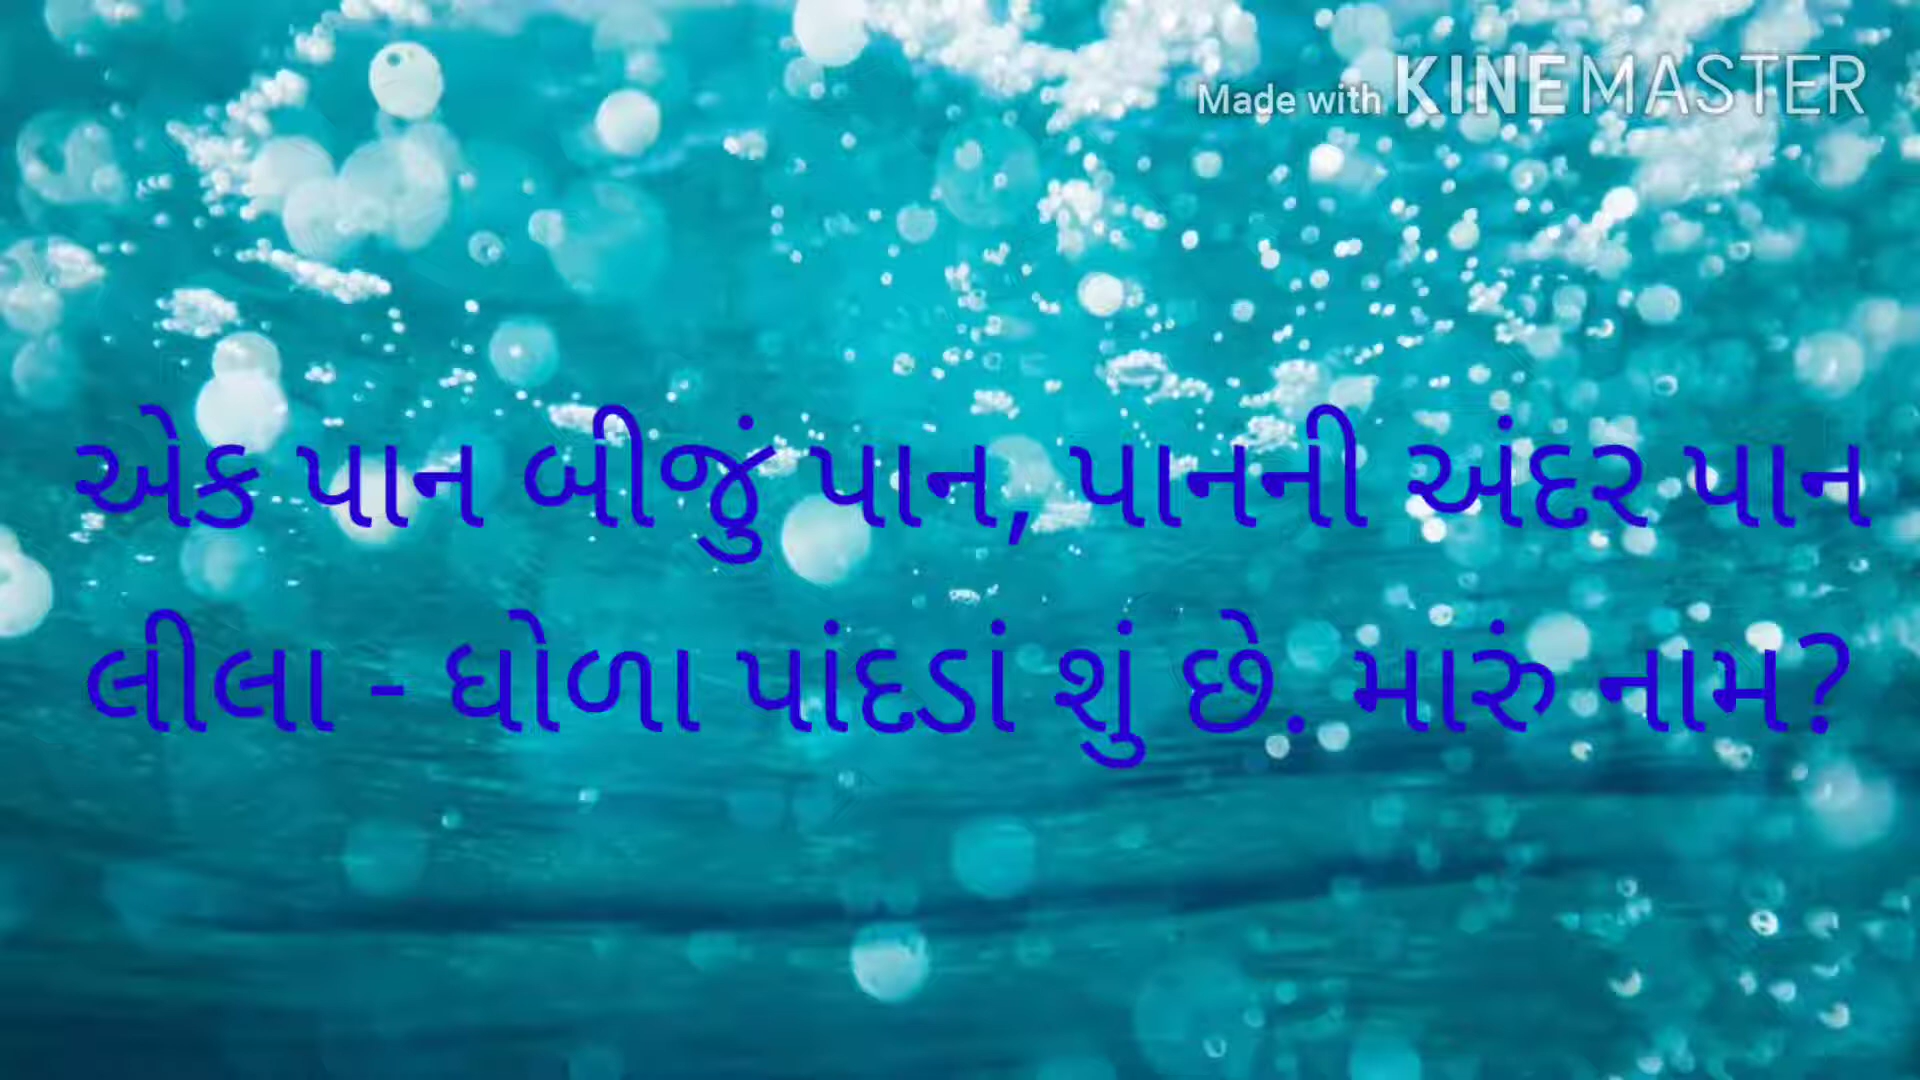 Made with KINEMASTER
એક પાન બીજું પાન, પાનની અંદર પાન
લીલા - ધોળા પાંદડાં શું છે. મારું નામ?